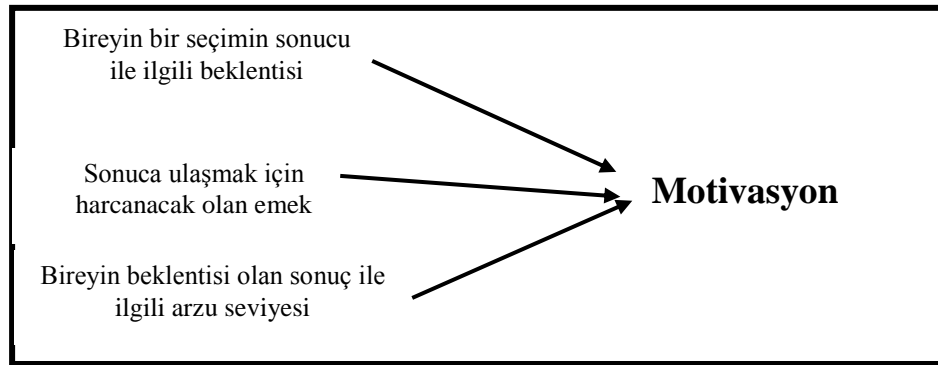 Bireyin bir seçimin sonucu
ile ilgili beklentisi
Sonuca ulaşmak için
harcanacak olan emek
Motivasyon
Bireyin beklentisi olan sonuç ile
ilgili arzu seviyesi